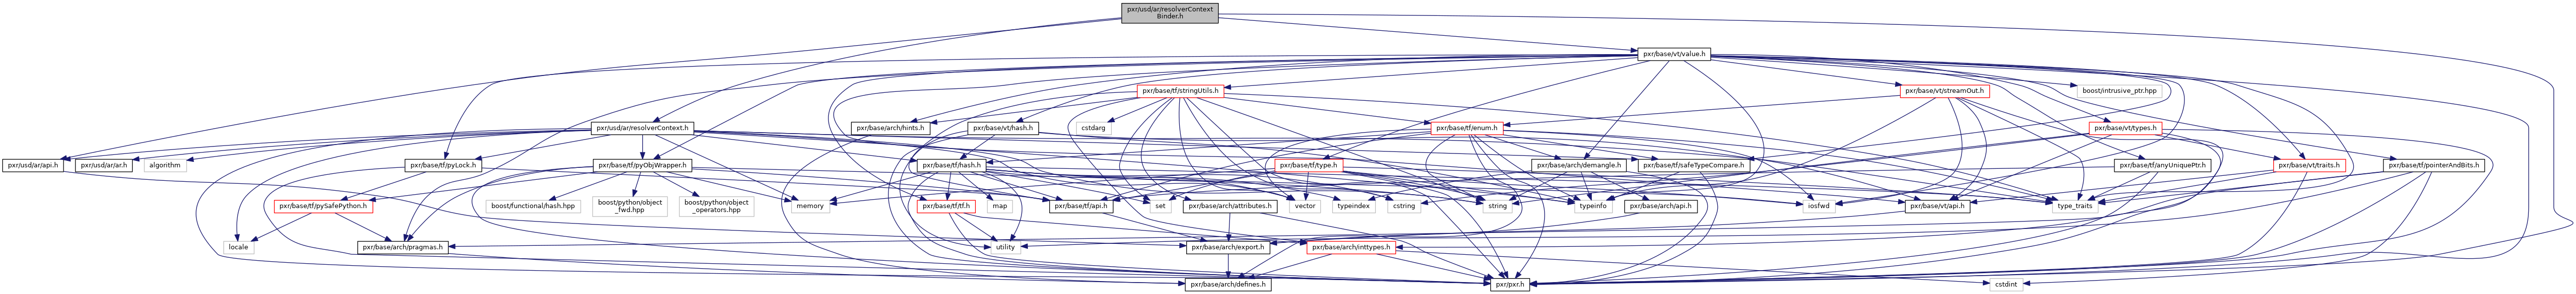 pxr/usd/ar/resolverContext
Binder.h
pxr/base/vt/value.h
pxr/base/tf/stringUtils.h
pxr/base/vt/streamOut.h
boost/intrusive_ptr.hpp
pxr/usd/ar/resolverContext.h
pxr/base/arch/hints.h
pxr/base/vt/hash.h
cstdarg
pxr/base/tf/enum.h
pxr/base/vt/types.h
pxr/usd/ar/api.h
pxr/usd/ar/ar.h
algorithm
pxr/base/tf/pyLock.h
pxr/base/tf/pyObjWrapper.h
pxr/base/tf/hash.h
pxr/base/tf/type.h
pxr/base/arch/demangle.h
pxr/base/tf/safeTypeCompare.h
pxr/base/tf/anyUniquePtr.h
pxr/base/vt/traits.h
pxr/base/tf/pointerAndBits.h
pxr/base/tf/pySafePython.h
boost/functional/hash.hpp
boost/python/object
_fwd.hpp
boost/python/object
_operators.hpp
memory
pxr/base/tf/tf.h
map
pxr/base/tf/api.h
set
pxr/base/arch/attributes.h
vector
typeindex
cstring
string
typeinfo
pxr/base/arch/api.h
iosfwd
pxr/base/vt/api.h
type_traits
locale
pxr/base/arch/pragmas.h
utility
pxr/base/arch/export.h
pxr/base/arch/inttypes.h
pxr/base/arch/defines.h
pxr/pxr.h
cstdint